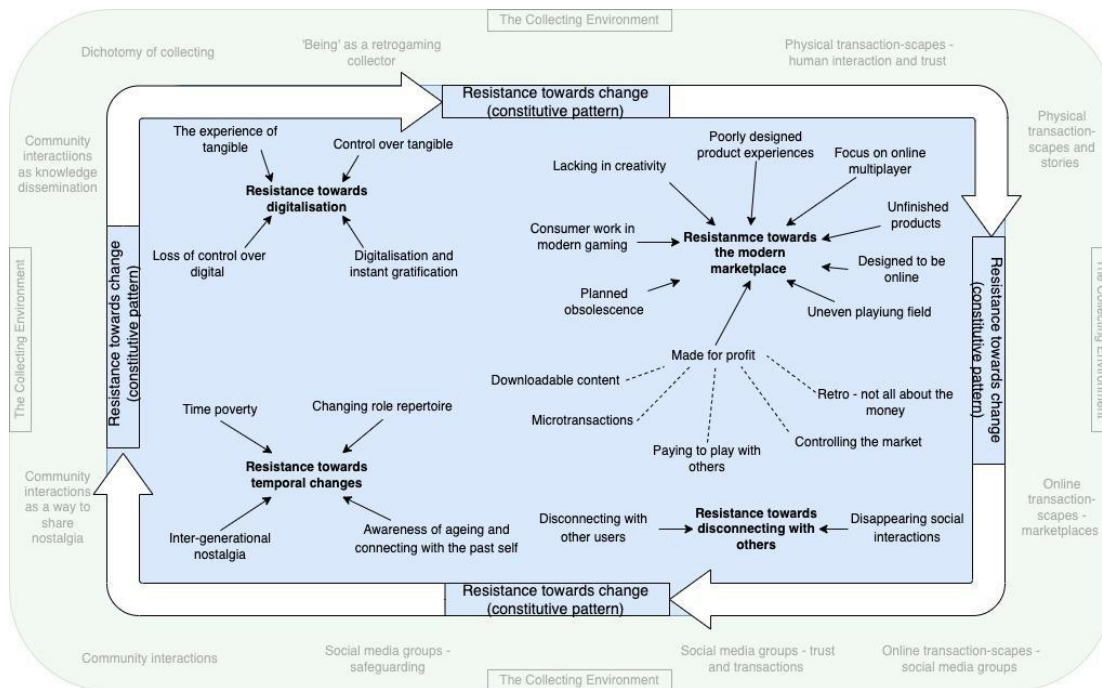 The Collecting Environment
Dichotomy of collecting
'Being' as a retrogaming
collector
Physical transaction-scapes -
human interaction and trust
Resistance towards change
(constitutive pattern)
Community
interactiions
as knowledge
dissemination
Physical
transaction-
scapes and
stories
The experience of
tangible
Control over tangible
Resistance towards
digitalisation
Loss of control over
digital
Digitalisation and
instant gratification
Lacking in creativity
Poorly designed
product experiences
Focus on online
multiplayer
Unfinished
products
Consumer work in
modern gaming
Resistanmce towards
the modern
marketplace
Designed to be
online
Planned
obsolescence
Uneven playiung field
Made for profit
Downloadable content
Microtransactions
Paying to play with
others
Controlling the market
Retro - not all about the
money
The Collecting Environment
Resistance towards change
(constitutive pattern)
Resistance towards change
(constitutive pattern)
The Collecting Environment
Time poverty
Changing role repertoire
Resistance towards
temporal changes
Inter-generational
nostalgia
Awareness of ageing and
connecting with the past self
Disconnecting with
other users
Resistance towards
disconnecting with
others
Disappearing social
interactions
Community
interactions
as a way to
share
nostalgia
Online
transaction-
scapes -
marketplaces
Resistance towards change
(constitutive pattern)
Community interactions
Social media groups -
safeguarding
Social media groups - trust
and transactions
Online transaction-scapes -
social media groups
The Collecting Environment